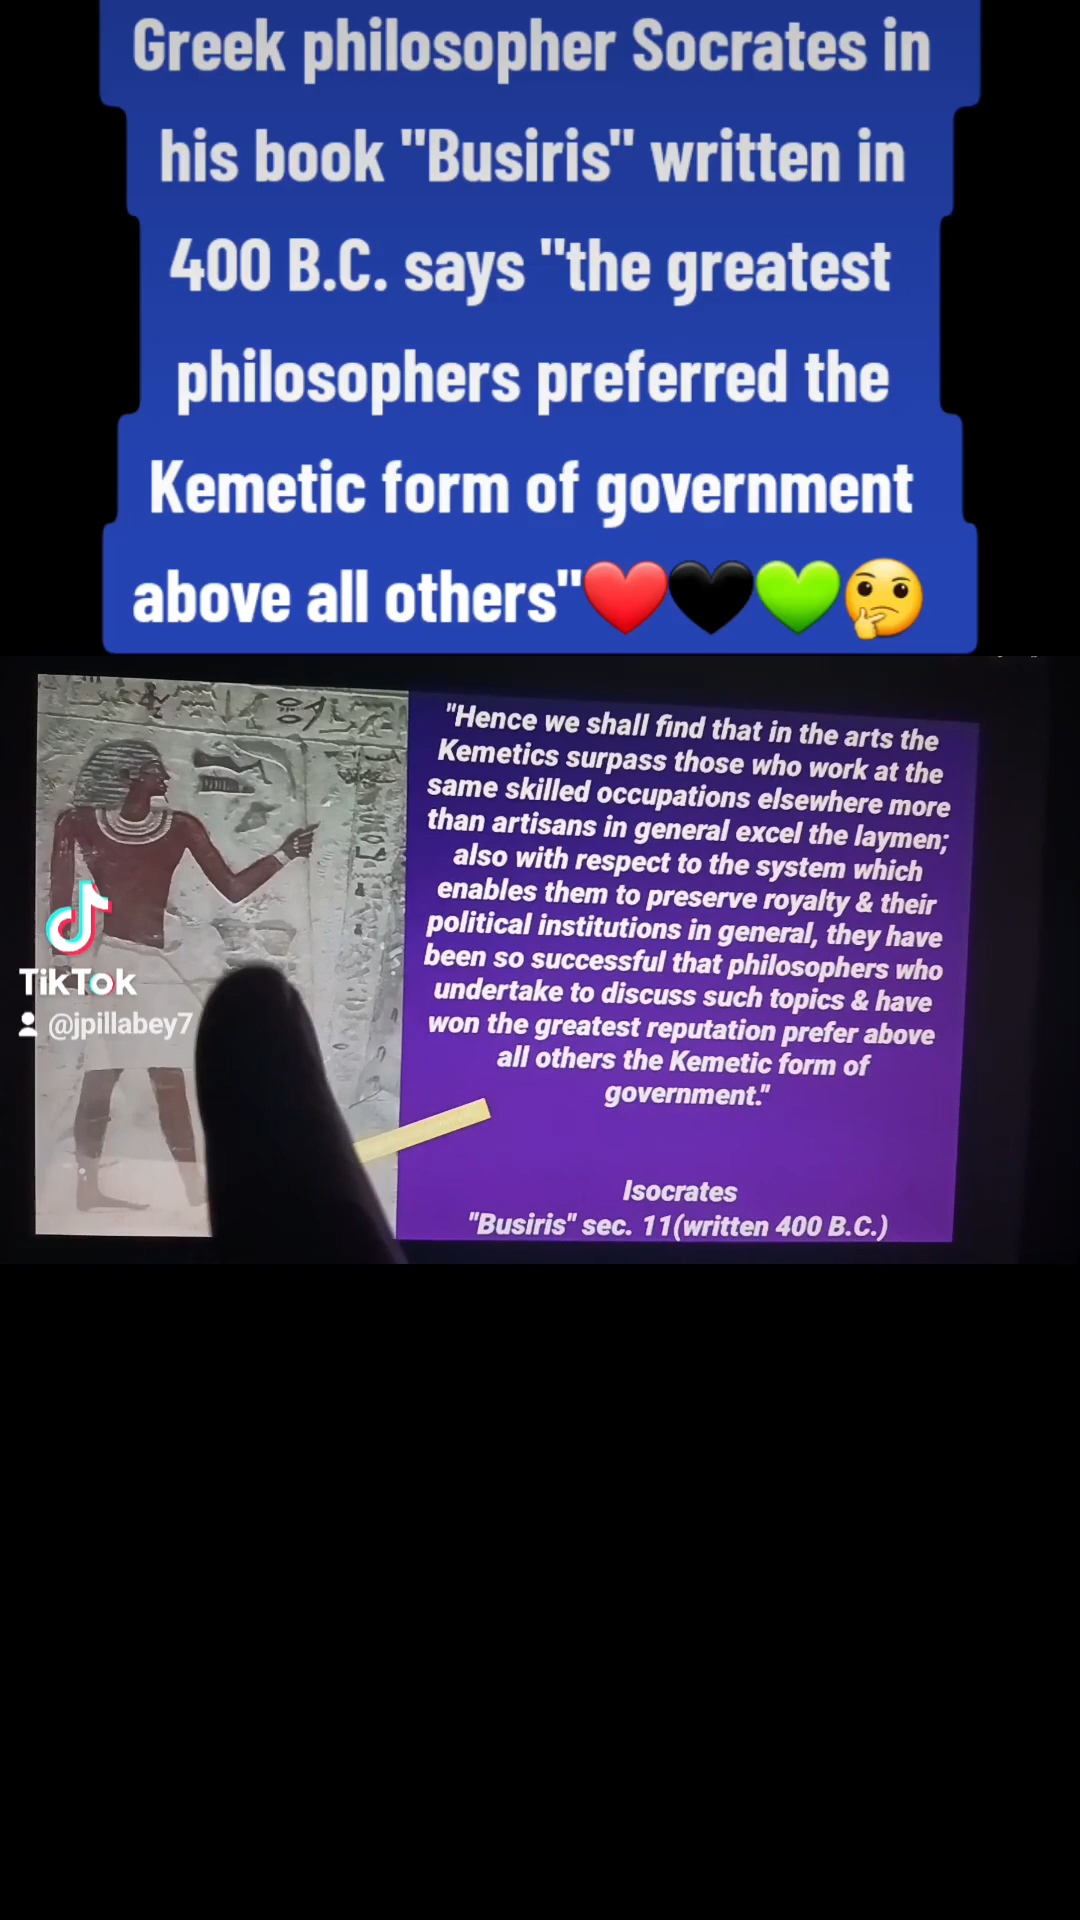 Greek philosopher Socrates in
his book "Busiris" written in
400 B.C. says "the greatest
philosophers preferred the
Kemetic form of government
above all others"❤️🖤💚🤔
"Hence we shall find that in the arts the
Kemetics surpass those who work at the
same skilled occupations elsewhere more
than artisans in general excel the laymen;
also with respect to the system which
enables them to preserve royalty & their
political institutions in general, they have
been so successful that philosophers who
undertake to discuss such topics & have
won the greatest reputation prefer above
all others the Kemetic form of
government."
Isocrates
"Busiris" sec. 11(written 400 B.C.)
TikTok
@jpillabey7